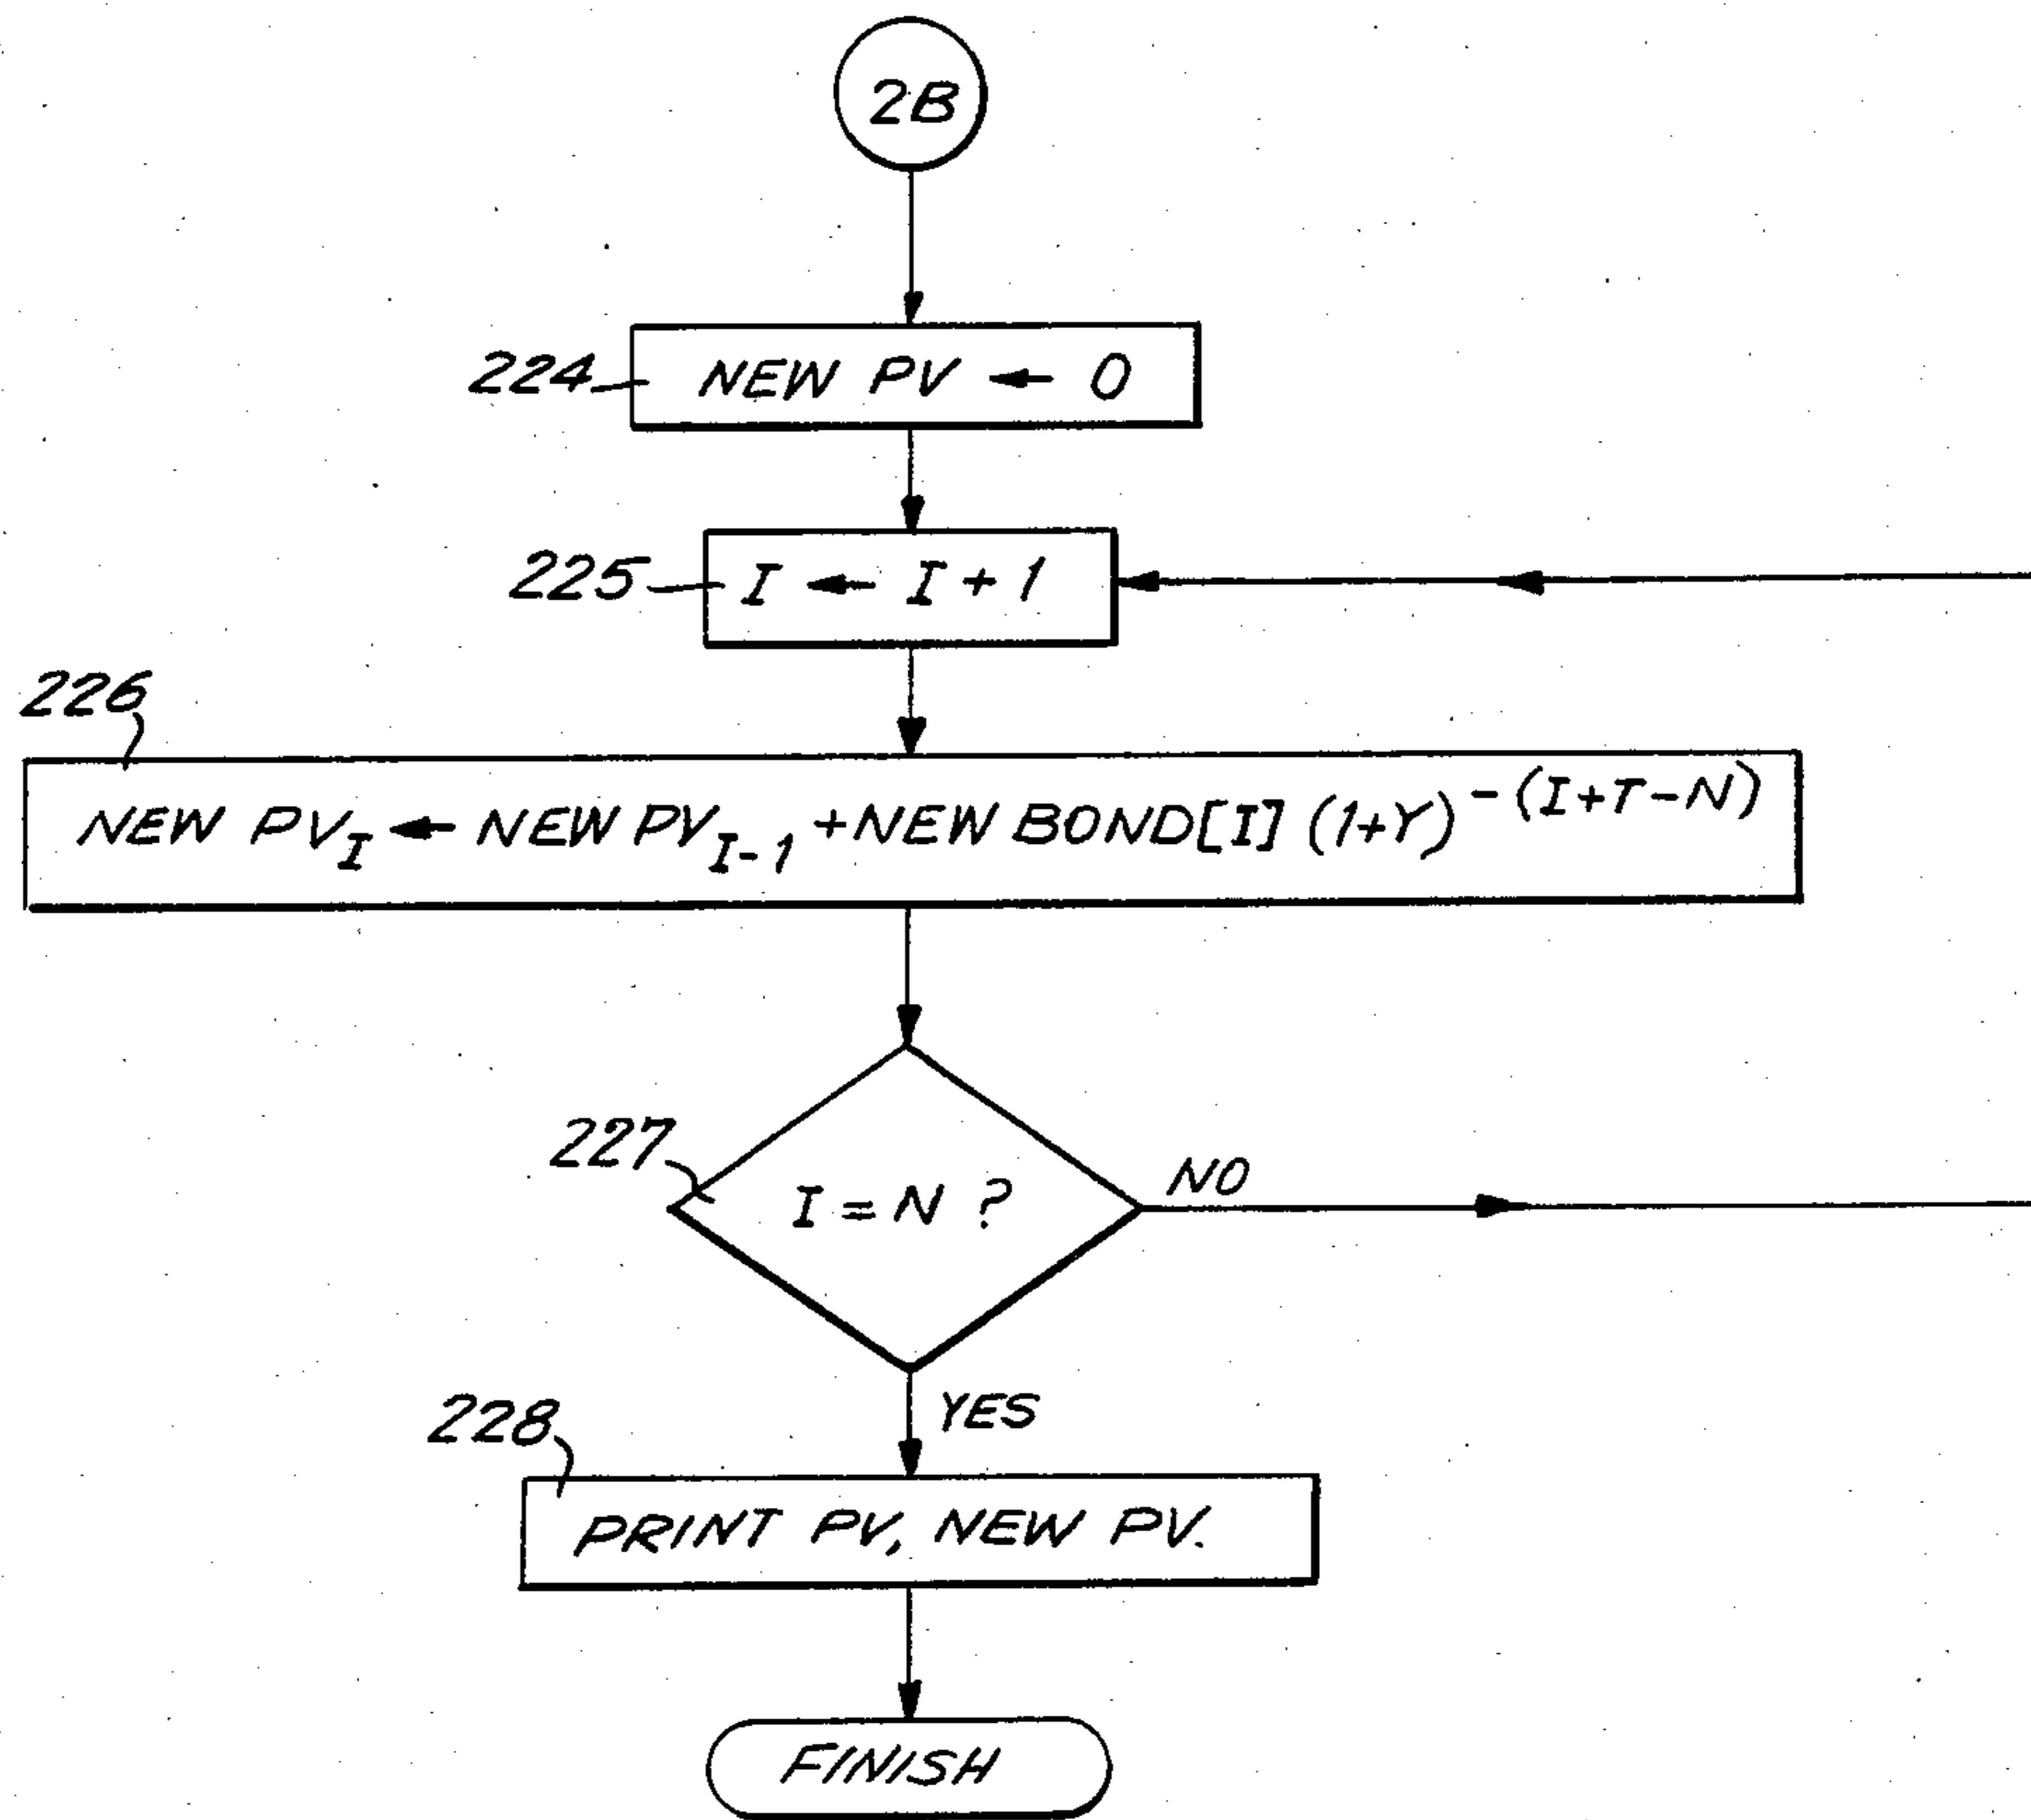 2B
224
NEW PV ← 0
225
I ← I + 1
226
NEW PV_I ← NEW PV_{I-1} + NEW BOND[I] (1+Y)^{-(I+T-N)}
227
I = N ?
NO
YES
228
PRINT PV, NEW PV.
FINISH